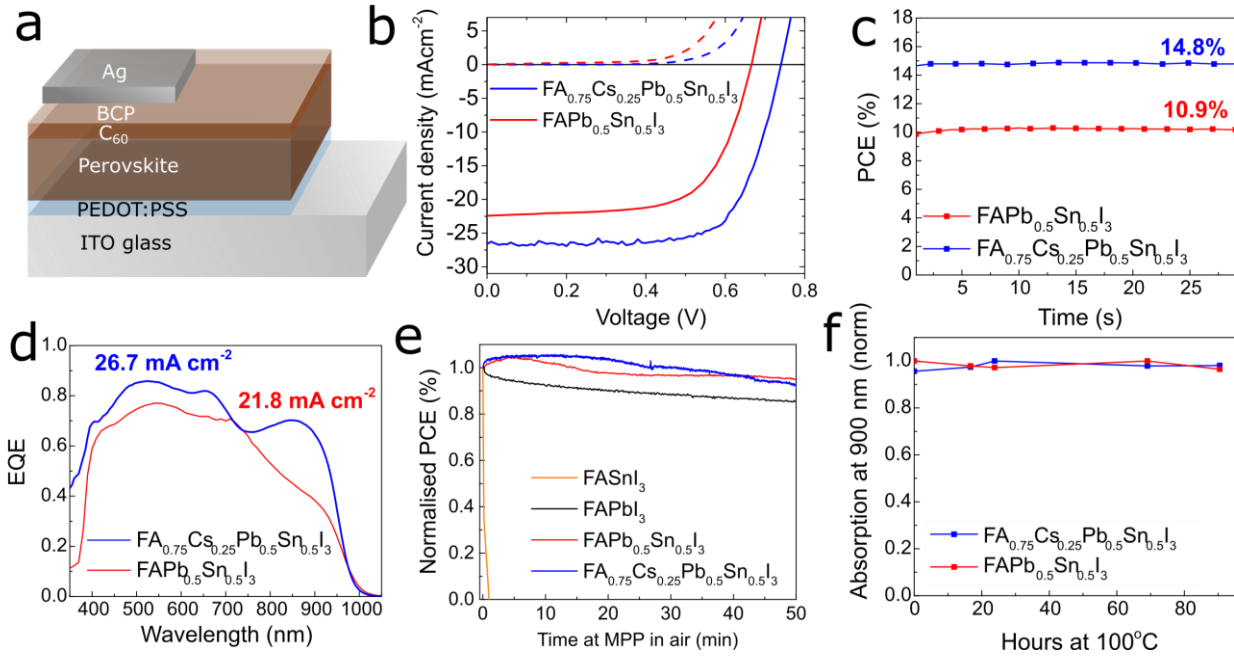 a
Ag
BCP
C60
Perovskite
PEDOT:PSS
ITO glass
b
Current density (mAcm-2)
5
0
-5
-10
-15
-20
-25
-30
FA0.75Cs0.25Pb0.5Sn0.5I3
FAPb0.5Sn0.5I3
0.0 0.2 0.4 0.6 0.8
Voltage (V)
c
PCE (%)
18
16
14
12
10
8
6
4
2
0
14.8%
10.9%
FAPb0.5Sn0.5I3
FA0.75Cs0.25Pb0.5Sn0.5I3
5 10 15 20 25
Time (s)
d
EQE
1.0
0.8
0.6
0.4
0.2
0.0
26.7 mA cm-2
21.8 mA cm-2
FA0.75Cs0.25Pb0.5Sn0.5I3
FAPb0.5Sn0.5I3
400 500 600 700 800 900 1000
Wavelength (nm)
e
Normalised PCE (%)
1.0
0.8
0.6
0.4
0.2
0.0
FASnI3
FAPbI3
FAPb0.5Sn0.5I3
FA0.75Cs0.25Pb0.5Sn0.5I3
0 10 20 30 40 50
Time at MPP in air (min)
f
Absorption at 900 nm (norm)
1.0
0.8
0.6
0.4
0.2
0.0
FA0.75Cs0.25Pb0.5Sn0.5I3
FAPb0.5Sn0.5I3
0 20 40 60 80
Hours at 100°C